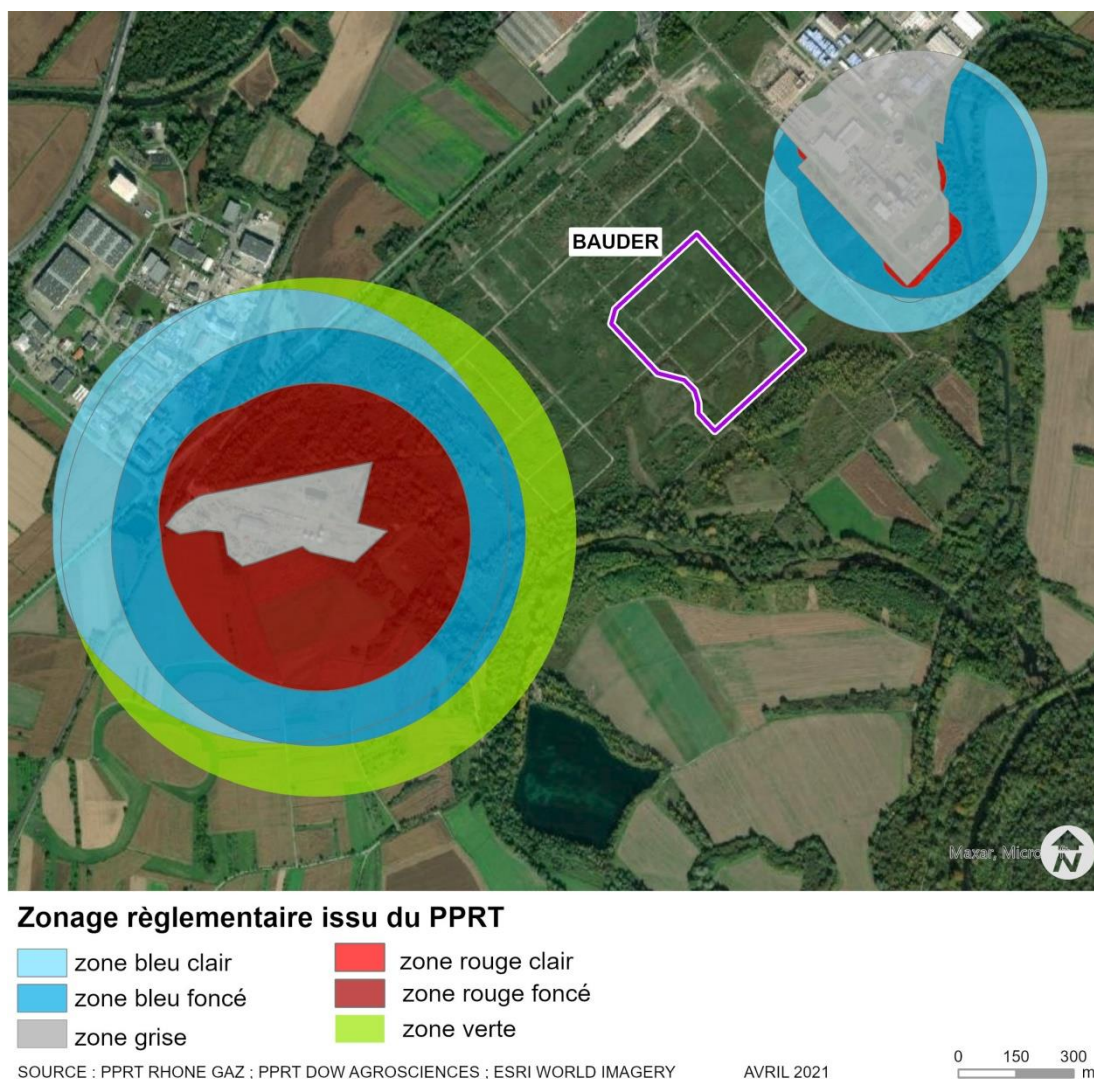 BAUDER
Maxar, Micro
N
Zonage règlementaire issu du PPRT
zone bleu clair
zone rouge clair
zone bleu foncé
zone rouge foncé
zone grise
zone verte
SOURCE : PPRT RHONE GAZ ; PPRT DOW AGROSCIENCES ; ESRI WORLD IMAGERY AVRIL 2021
0 150 300
m